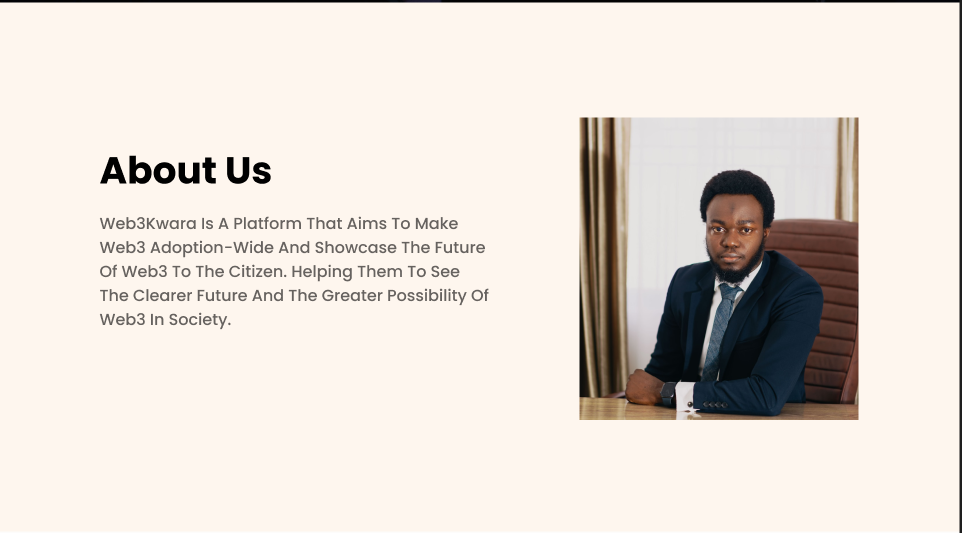 About Us
Web3Kwara Is A Platform That Aims To Make
Web3 Adoption-Wide And Showcase The Future
Of Web3 To The Citizen. Helping Them To See
The Clearer Future And The Greater Possibility Of
Web3 In Society.